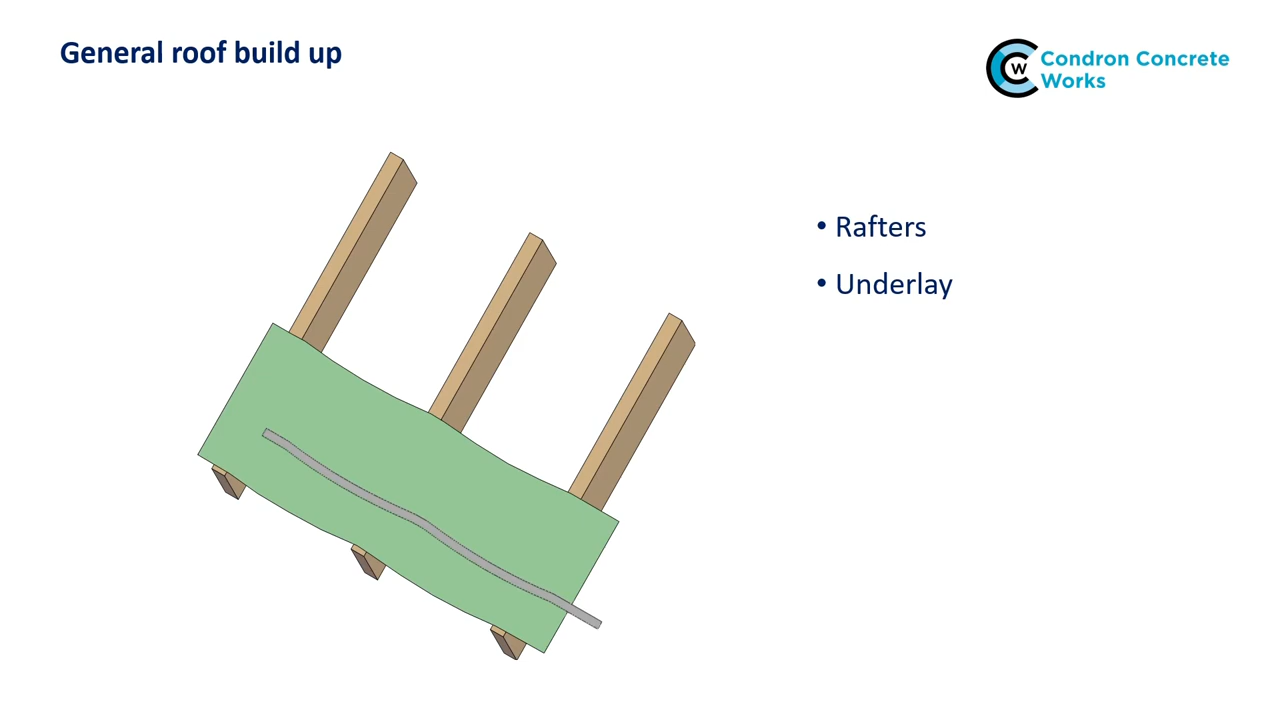 General roof build up
W
Condron Concrete
Works
• Rafters
• Underlay